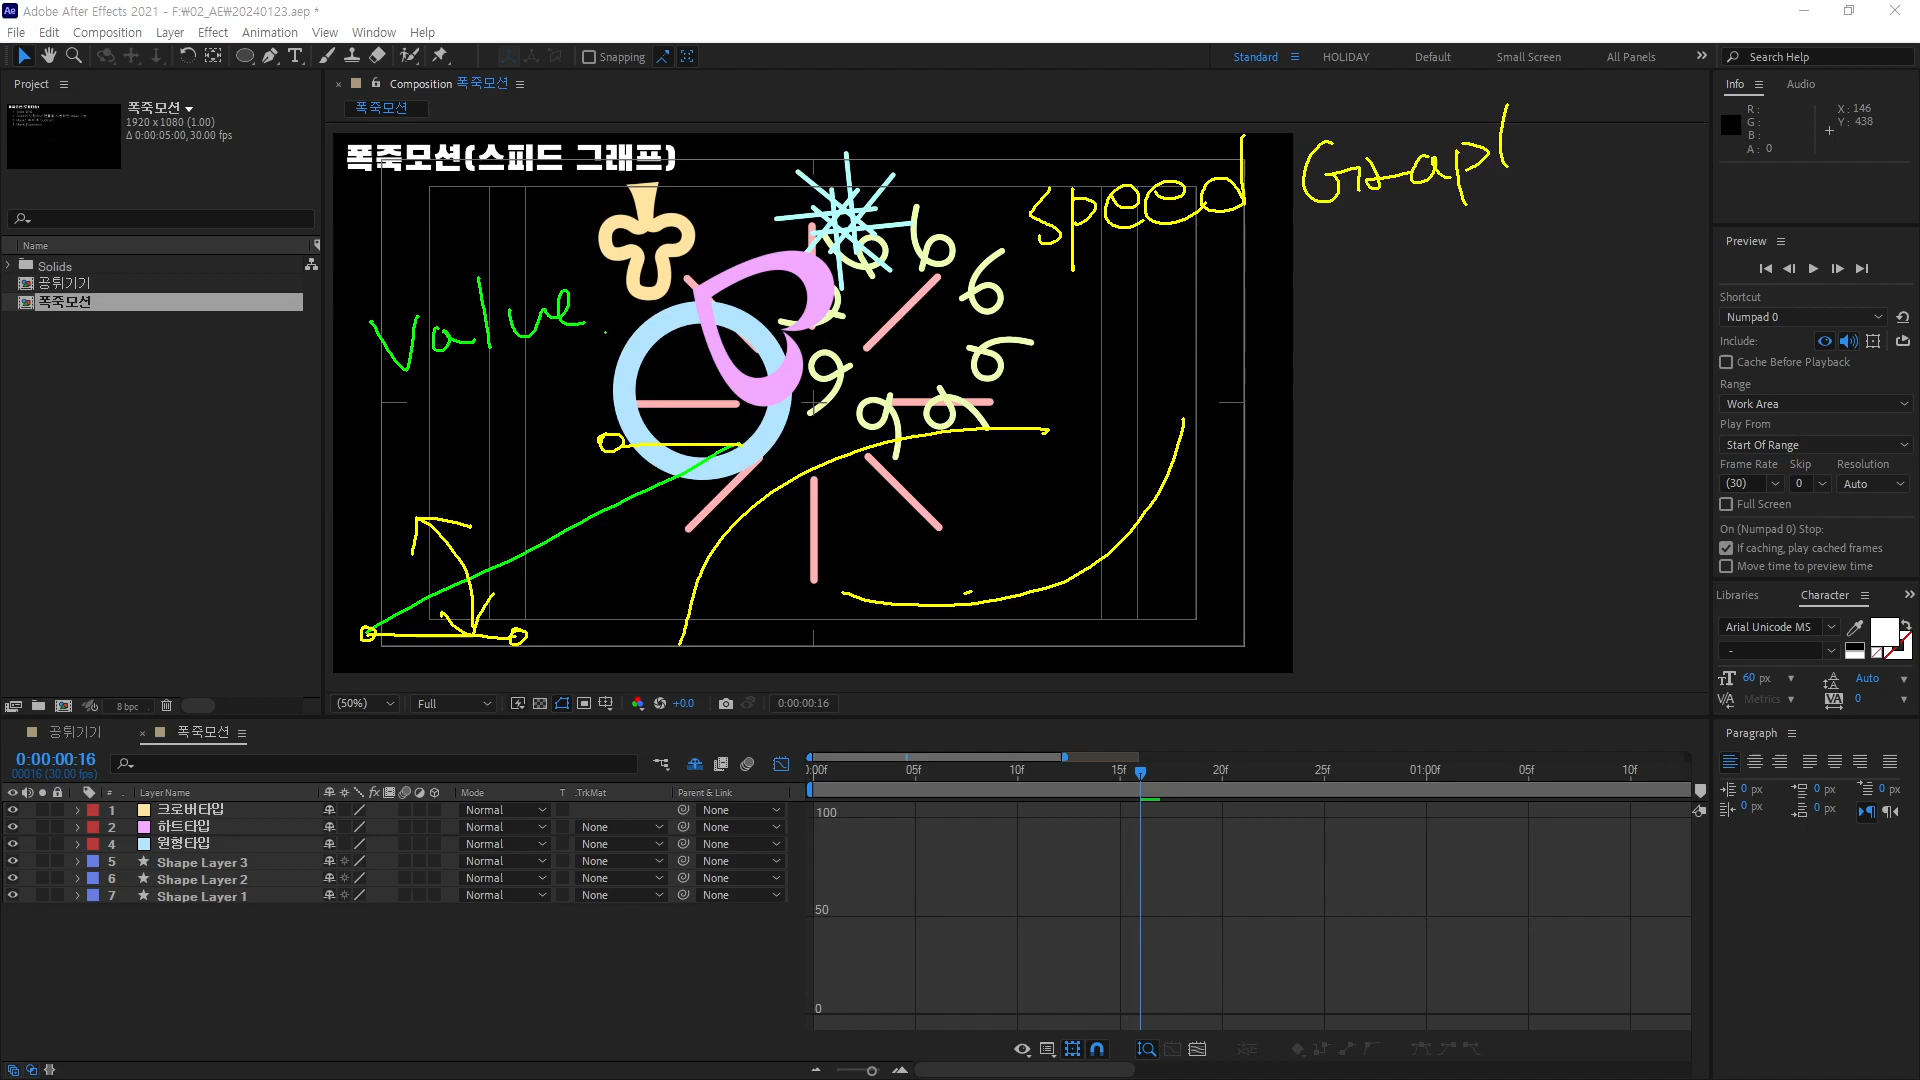 Adobe After Effects 2021 - F:₩02_AE₩20240123.aep *
File Edit Composition Layer Effect Animation View Window Help
Snapping
Standard HOLIDAY Default Small Screen All Panels Search Help
Project
폭죽모션
1920 x 1080 (1.00)
Δ 0:00:05:00, 30.00 fps
Name
Solids
공튀기기
폭죽모션
8 bpc
Composition 폭죽모션
폭죽모션
폭죽모션(스피드 그래프)
speed
value
(50%) Full +0.0 0:00:00:16
Info Audio
R :
G :
B :
A : 0
X : 146
Y : 438
Preview
Shortcut
Numpad 0
Include:
Cache Before Playback
Range
Work Area
Play From
Start Of Range
Frame Rate Skip Resolution
(30) 0 Auto
Full Screen
On (Numpad 0) Stop:
If caching, play cached frames
Move time to preview time
Libraries Character
Arial Unicode MS
-
60 px Auto
Metrics 0
Paragraph
0 px 0 px 0 px
0 px 0 px
공튀기기 폭죽모션
0:00:00:16
00016 (30.00 fps)
# Layer Name Mode T .TrkMat Parent & Link
1 크로버타입 Normal None
2 하트타입 Normal None None
4 원형타입 Normal None None
5 Shape Layer 3 Normal None None
6 Shape Layer 2 Normal None None
7 Shape Layer 1 Normal None None
):00f 05f 10f 15f 20f 25f 01:00f 05f 10f
100
50
0